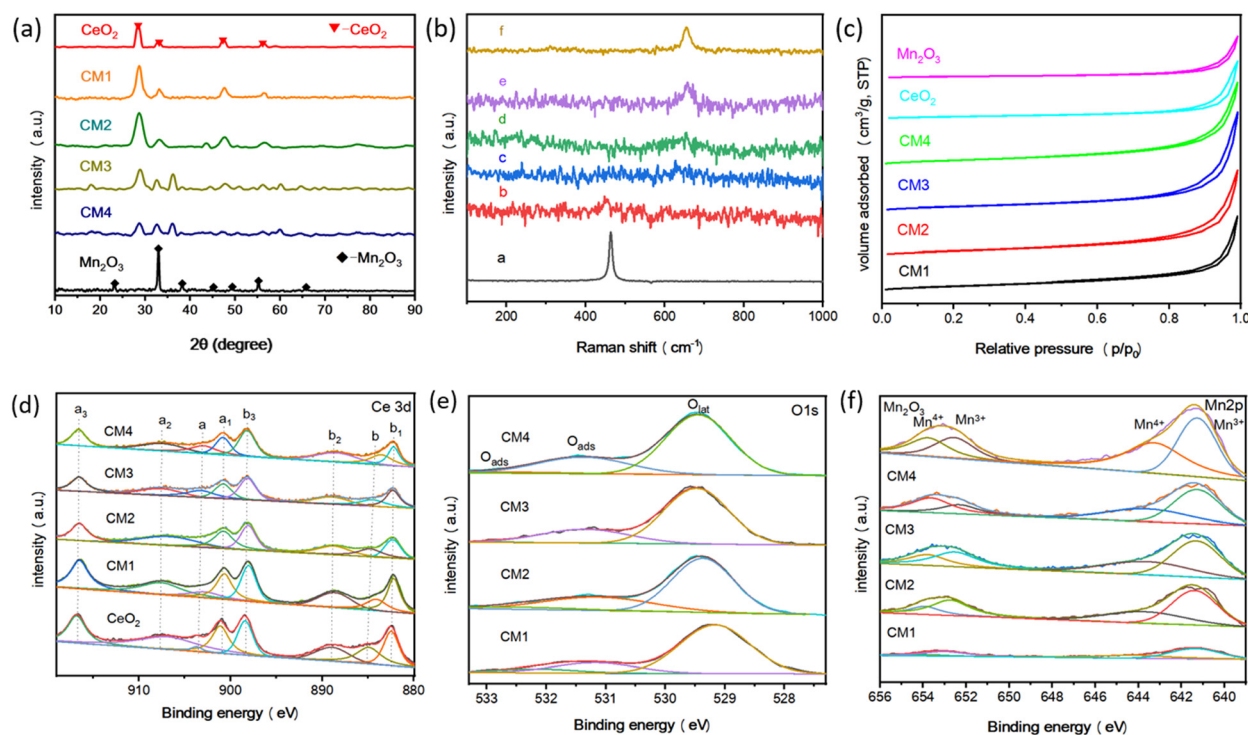 (a)
CeO₂
▼–CeO₂
CM1
CM2
CM3
CM4
Mn₂O₃
◆–Mn₂O₃
intensity (a.u.)
10 20 30 40 50 60 70 80 90
2θ (degree)
(b)
f
e
d
c
b
a
intensity (a.u.)
200 400 600 800 1000
Raman shift (cm⁻¹)
(c)
Mn₂O₃
CeO₂
CM4
CM3
CM2
CM1
volume adsorbed (cm³/g, STP)
0.0 0.2 0.4 0.6 0.8 1.0
Relative pressure (p/p₀)
(d)
Ce 3d
a₃ a₂ a a₁ b₃ b₂ b b₁
CM4
CM3
CM2
CM1
CeO₂
intensity (a.u.)
910 900 890 880
Binding energy (eV)
(e)
O1s
O_lat
O_ads
O_ads
CM4
CM3
CM2
CM1
intensity (a.u.)
533 532 531 530 529 528
Binding energy (eV)
(f)
Mn2p
Mn₂O₃
Mn⁴⁺ Mn³⁺
Mn⁴⁺ Mn³⁺
CM4
CM3
CM2
CM1
intensity (a.u.)
656 654 652 650 648 646 644 642 640
Binding energy (eV)